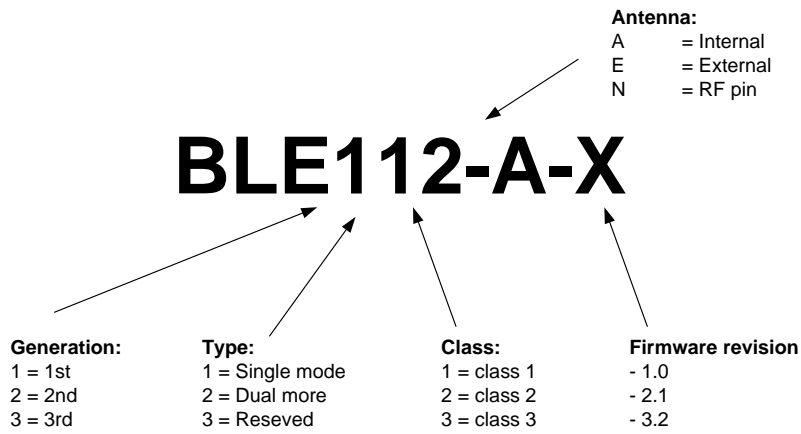 Antenna:
A = Internal
E = External
N = RF pin
BLE112-A-X
Generation:
1 = 1st
2 = 2nd
3 = 3rd
Type:
1 = Single mode
2 = Dual more
3 = Reseved
Class:
1 = class 1
2 = class 2
3 = class 3
Firmware revision
- 1.0
- 2.1
- 3.2